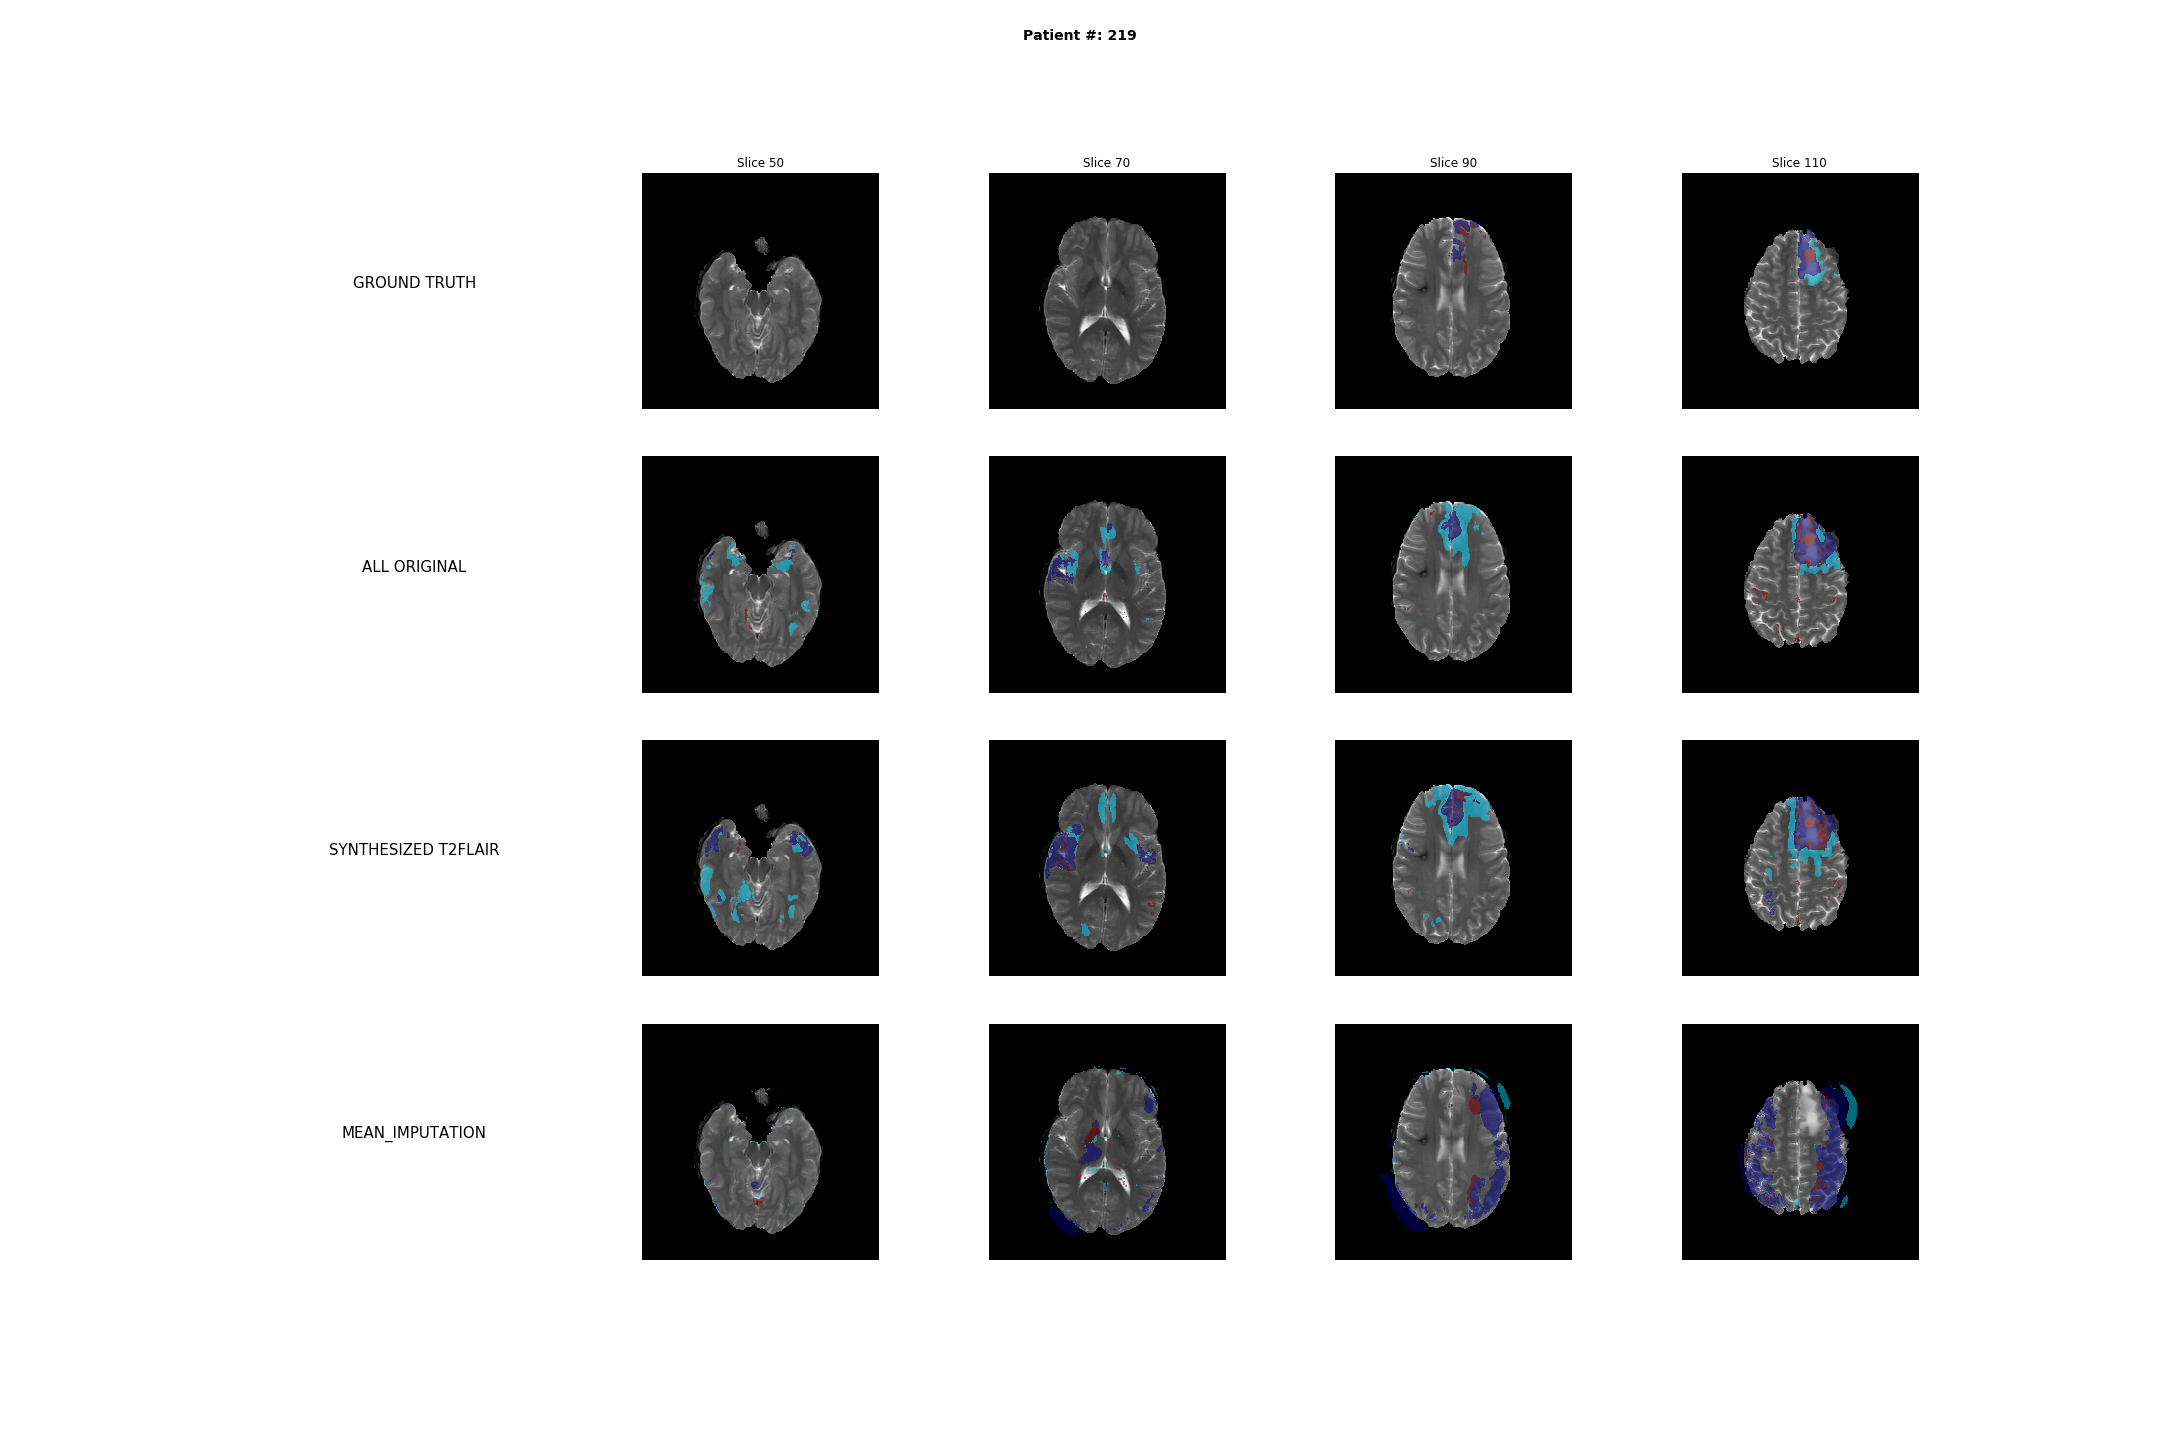 Patient #: 219
Slice 50
Slice 70
Slice 90
Slice 110
GROUND TRUTH
ALL ORIGINAL
SYNTHESIZED T2FLAIR
MEAN_IMPUTATION